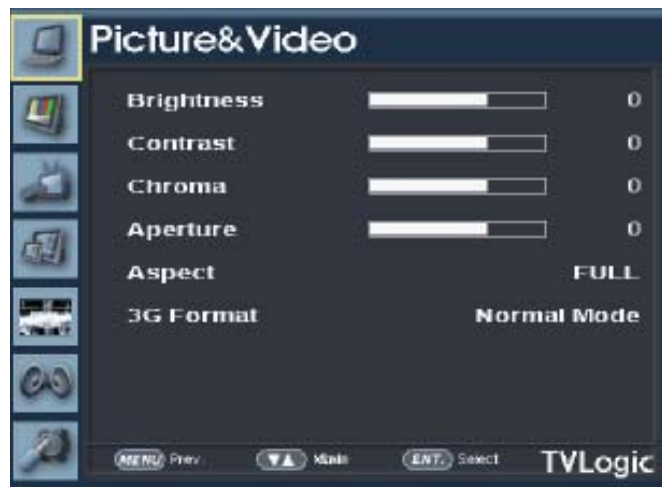 Picture&Video
Brightness 0
Contrast 0
Chroma 0
Aperture 0
Aspect FULL
3G Format Normal Mode
MENU Prev. ▼▲ Main ENT. Select TVLogic